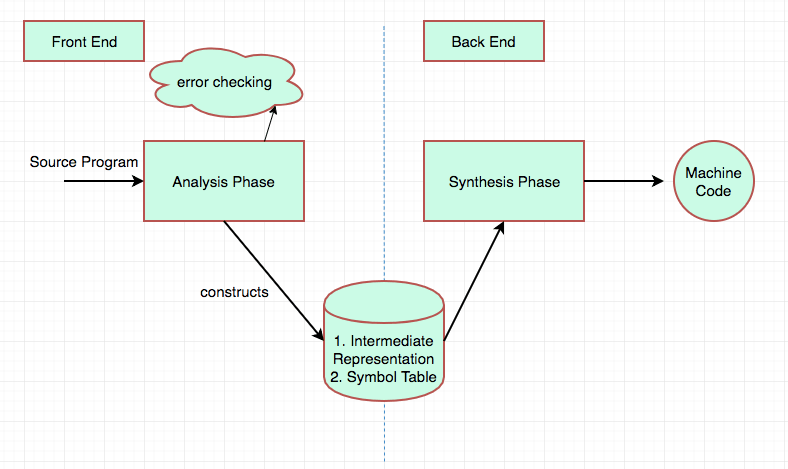 Front End
Back End
error checking
Source Program
Analysis Phase
Synthesis Phase
Machine
Code
constructs
1. Intermediate
Representation
2. Symbol Table